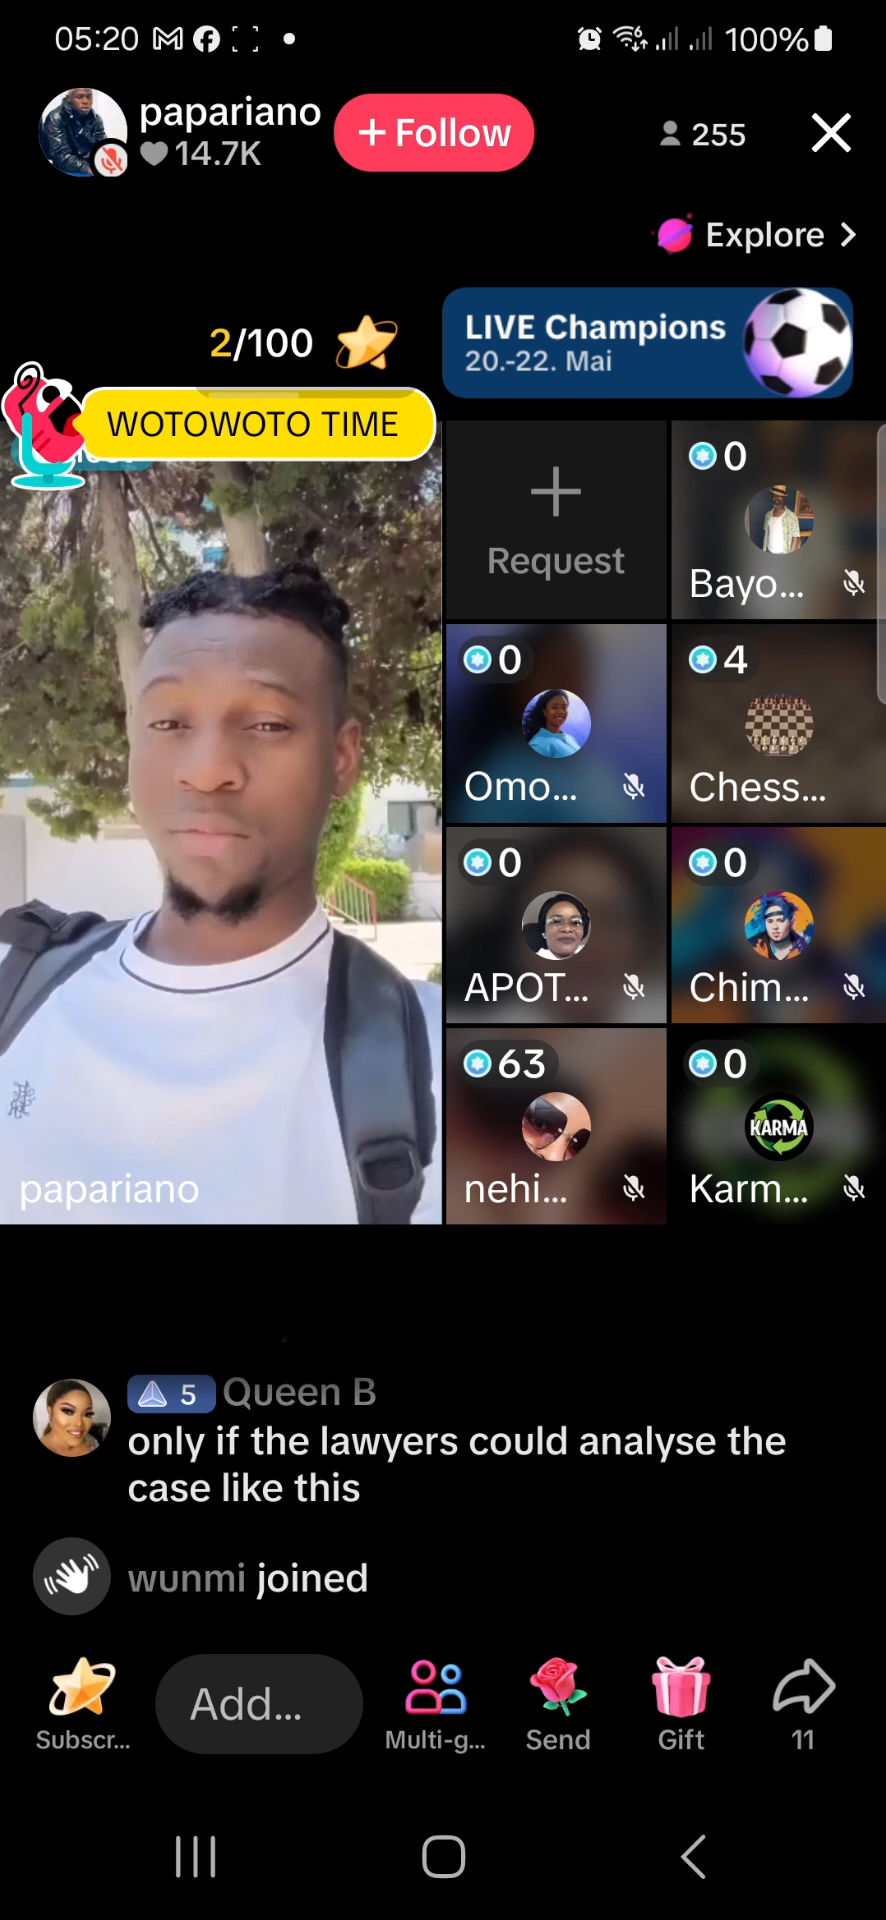 05:20
100%
papariano
14.7K
+ Follow
255
Explore >
2/100
LIVE Champions
20.-22. Mai
WOTOWOTO TIME
Request
0
Bayo...
0
Omo...
4
Chess...
0
APOT...
0
Chim...
63
nehi...
0
KARMA
Karm...
papariano
5 Queen B
only if the lawyers could analyse the
case like this
wunmi joined
Add...
Subscr...
Multi-g...
Send
Gift
11